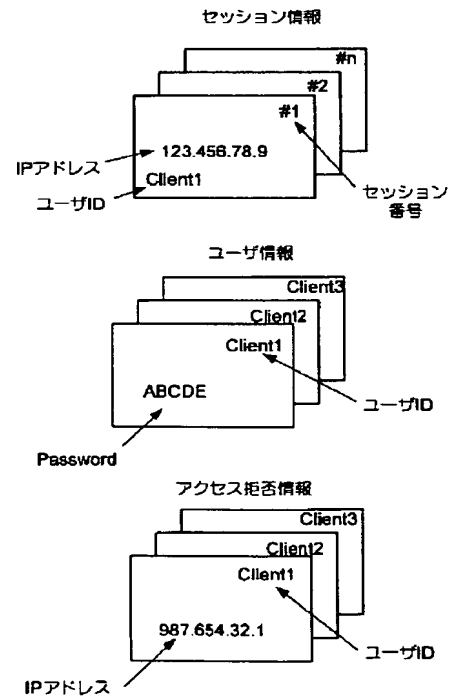 セッション情報
#n
#2
#1
123.456.78.9
IPアドレス
Client1
ユーザID
セッション
番号
ユーザ情報
Client3
Client2
Client1
ABCDE
ユーザID
Password
アクセス拒否情報
Client3
Client2
Client1
987.654.32.1
ユーザID
IPアドレス